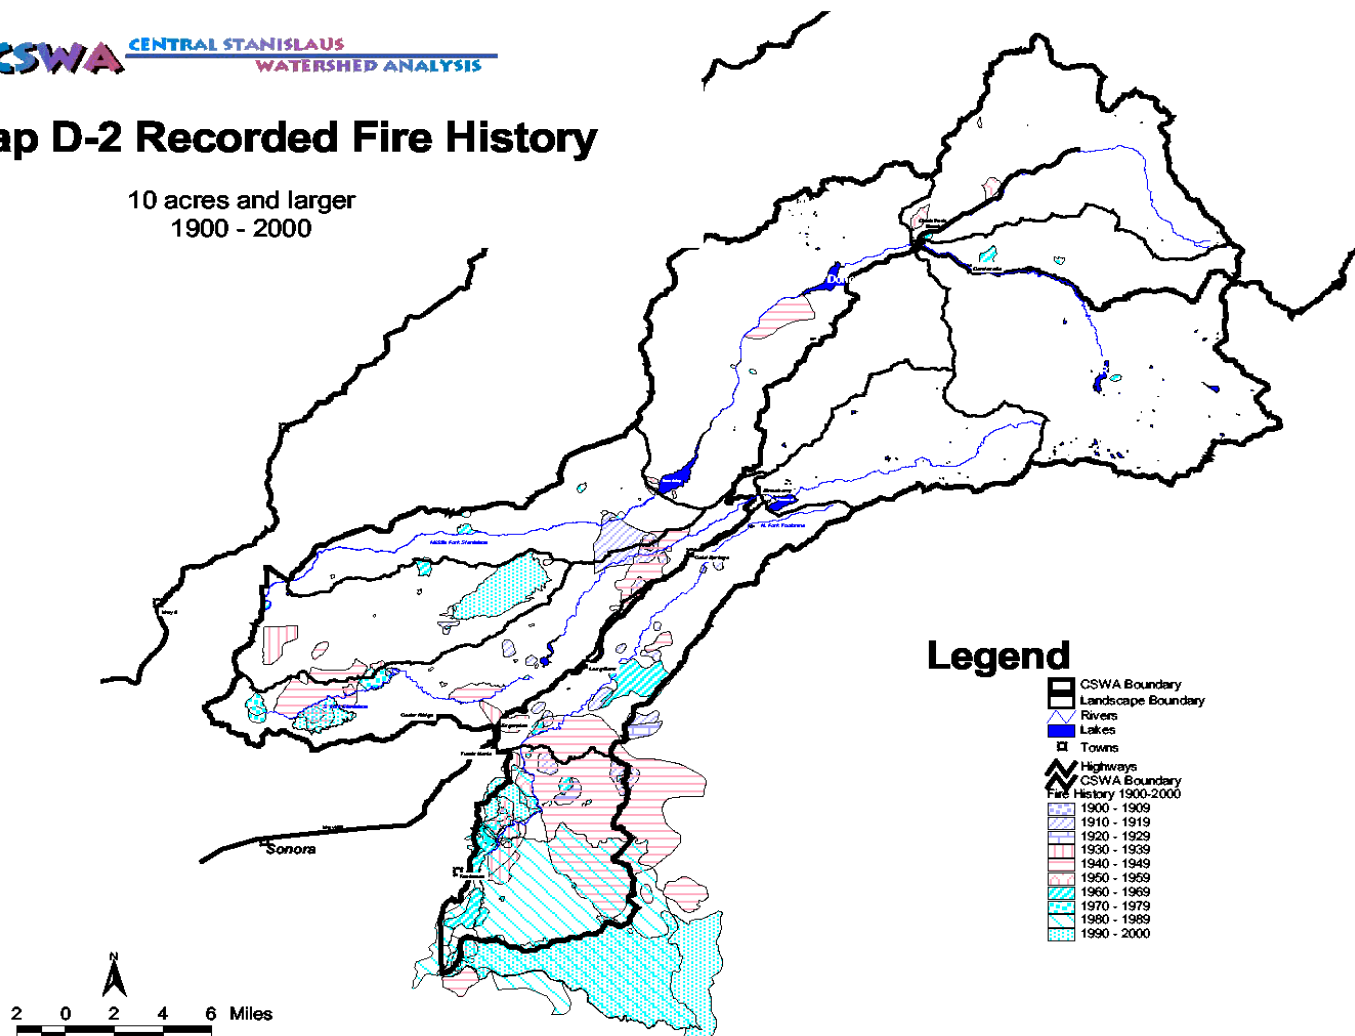 CSWA CENTRAL STANISLAUS
WATERSHED ANALYSIS
ap D-2 Recorded Fire History
10 acres and larger
1900 - 2000
Middle Fork Stanislaus
Sonora
Legend
CSWA Boundary
Landscape Boundary
Rivers
Lakes
Towns
Highways
CSWA Boundary
Fire History 1900-2000
1900 - 1909
1910 - 1919
1920 - 1929
1930 - 1939
1940 - 1949
1950 - 1959
1960 - 1969
1970 - 1979
1980 - 1989
1990 - 2000
N
2 0 2 4 6 Miles